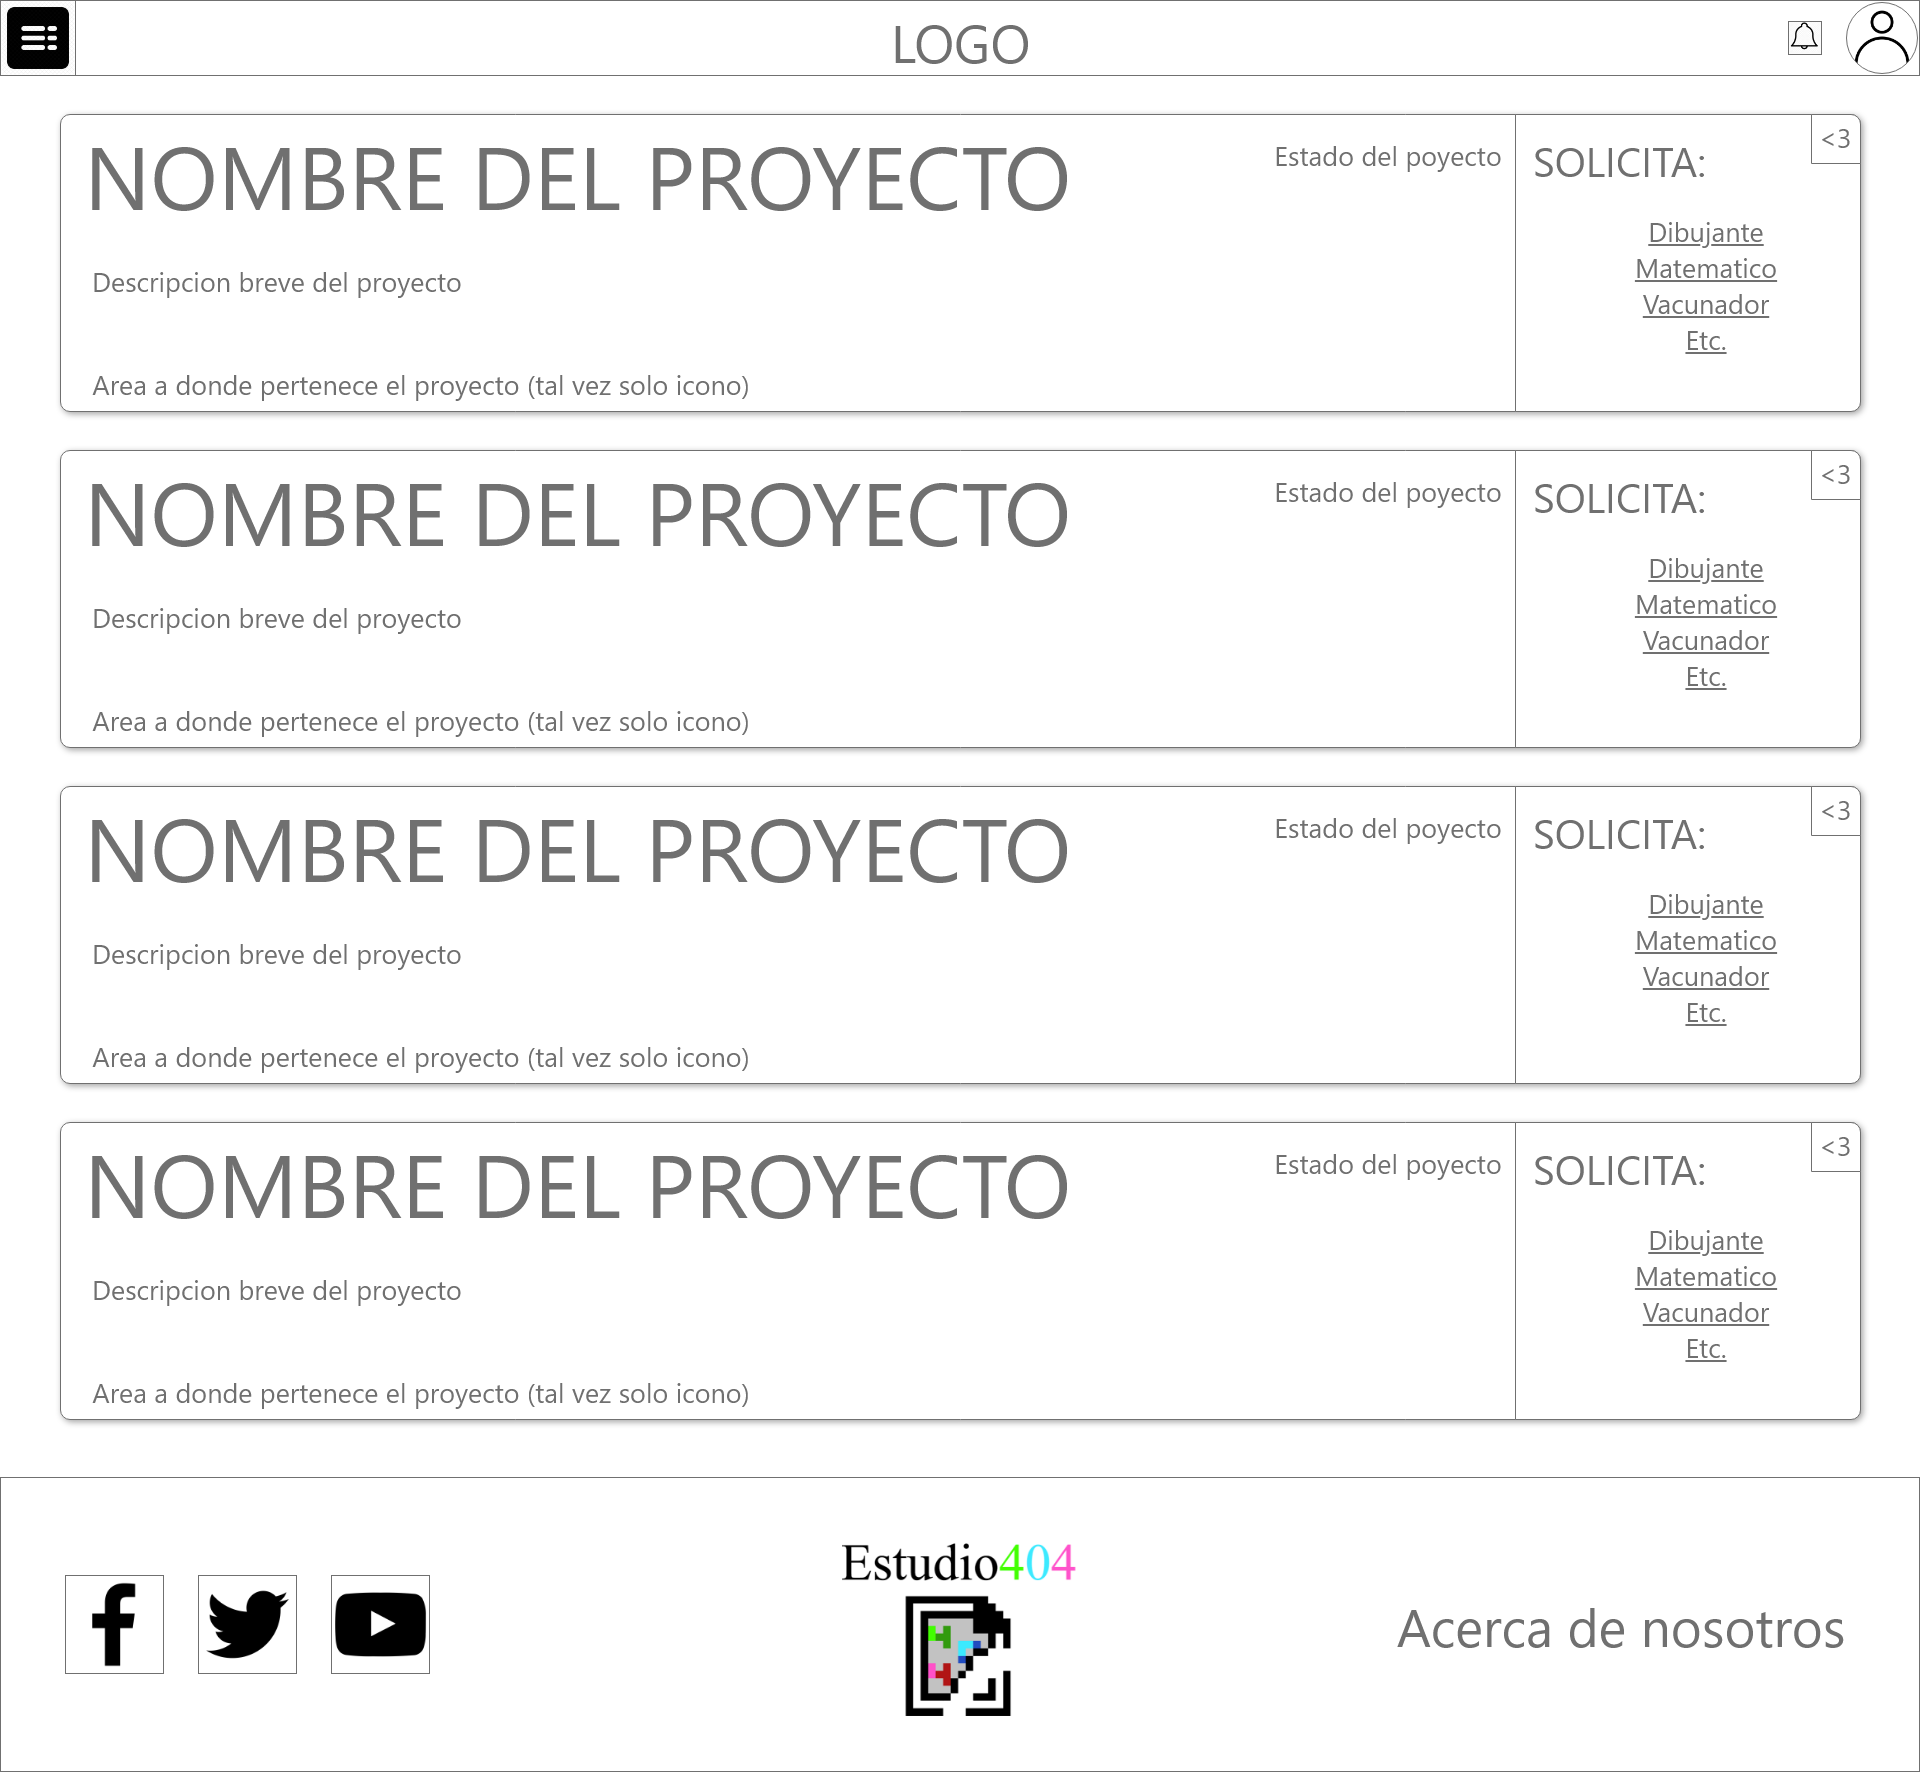 LOGO
NOMBRE DEL PROYECTO
Estado del poyecto
Descripcion breve del proyecto
Area a donde pertenece el proyecto (tal vez solo icono)
SOLICITA:
<3
Dibujante
Matematico
Vacunador
Etc.
NOMBRE DEL PROYECTO
Estado del poyecto
Descripcion breve del proyecto
Area a donde pertenece el proyecto (tal vez solo icono)
SOLICITA:
<3
Dibujante
Matematico
Vacunador
Etc.
NOMBRE DEL PROYECTO
Estado del poyecto
Descripcion breve del proyecto
Area a donde pertenece el proyecto (tal vez solo icono)
SOLICITA:
<3
Dibujante
Matematico
Vacunador
Etc.
NOMBRE DEL PROYECTO
Estado del poyecto
Descripcion breve del proyecto
Area a donde pertenece el proyecto (tal vez solo icono)
SOLICITA:
<3
Dibujante
Matematico
Vacunador
Etc.
Estudio404
Acerca de nosotros